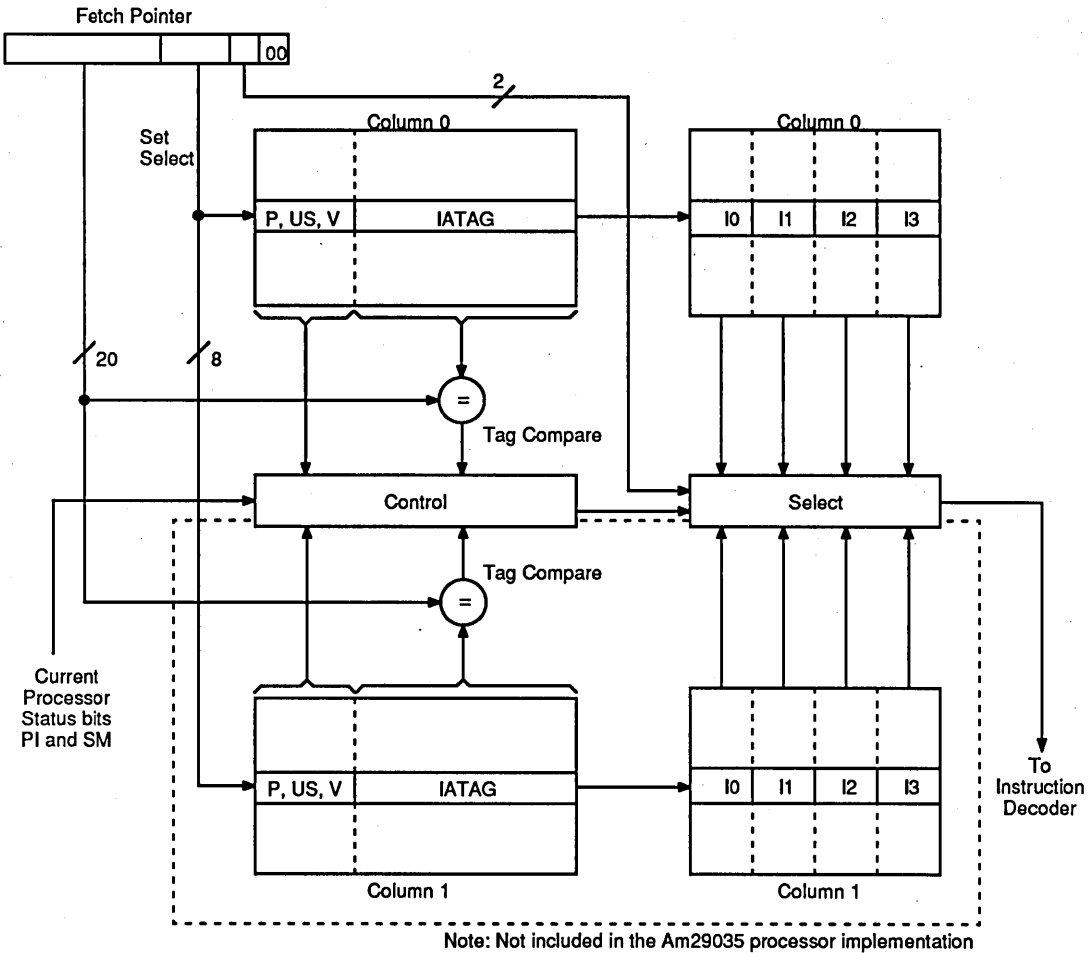 Fetch Pointer
00
2
Column 0
Column 0
Set
Select
P, US, V
IATAG
I0
I1
I2
I3
20
8
=
Tag Compare
Control
Select
Tag Compare
=
Current
Processor
Status bits
PI and SM
P, US, V
IATAG
I0
I1
I2
I3
To
Instruction
Decoder
Column 1
Column 1
Note: Not included in the Am29035 processor implementation